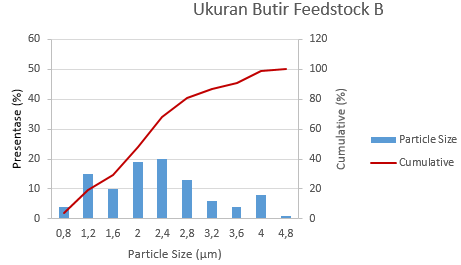 Ukuran Butir Feedstock B
Presentase (%)
60
50
40
30
20
10
0
120
100
80
60
40
20
0
Cumulative (%)
0,8 1,2 1,6 2 2,4 2,8 3,2 3,6 4 4,8
Particle Size (μm)
Particle Size
Cumulative